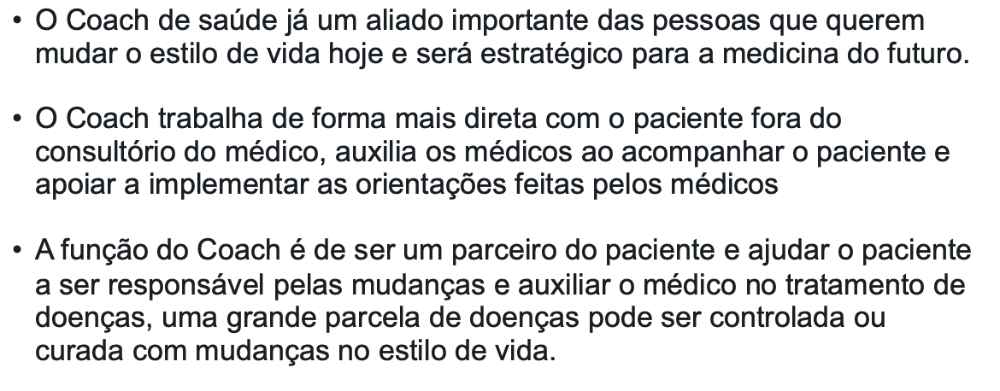 • O Coach de saúde já um aliado importante das pessoas que querem
mudar o estilo de vida hoje e será estratégico para a medicina do futuro.
• O Coach trabalha de forma mais direta com o paciente fora do
consultório do médico, auxilia os médicos ao acompanhar o paciente e
apoiar a implementar as orientações feitas pelos médicos
• A função do Coach é de ser um parceiro do paciente e ajudar o paciente
a ser responsável pelas mudanças e auxiliar o médico no tratamento de
doenças, uma grande parcela de doenças pode ser controlada ou
curada com mudanças no estilo de vida.